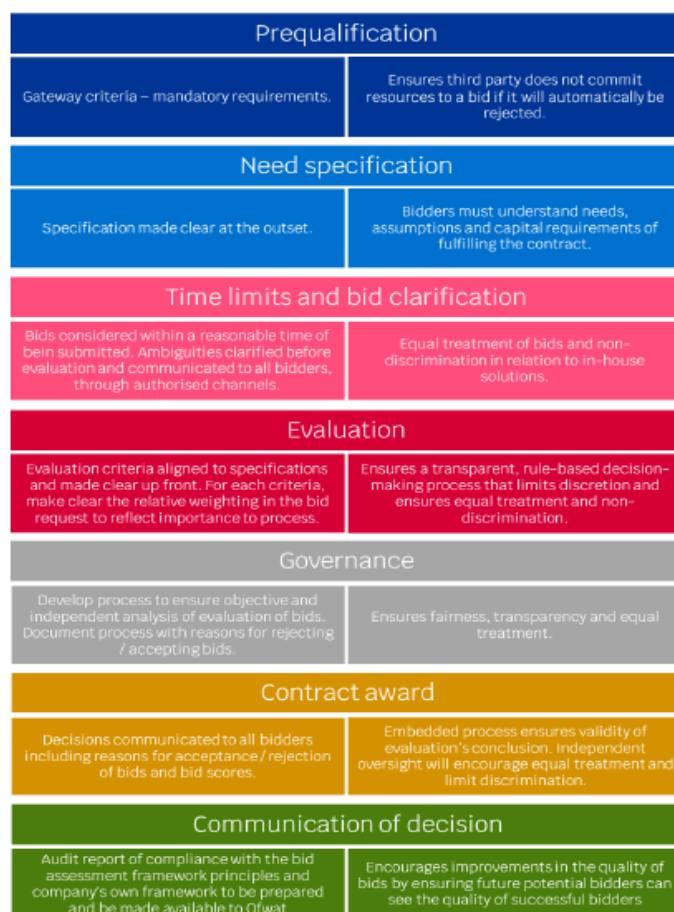 Prequalification
Gateway criteria – mandatory requirements.
Ensures third party does not commit
resources to a bid if it will automatically be
rejected.
Need specification
Specification made clear at the outset.
Bidders must understand needs,
assumptions and capital requirements of
fulfilling the contract.
Time limits and bid clarification
Bids considered within a reasonable time of
bein submitted. Ambiguities clarified before
evaluation and communicated to all bidders,
through authorised channels.
Equal treatment of bids and non-
discrimination in relation to in-house
solutions.
Evaluation
Evaluation criteria aligned to specifications
and made clear up front. For each criteria,
make clear the relative weighting in the bid
request to reflect importance to process.
Ensures a transparent, rule-based decision-
making process that limits discretion and
ensures equal treatment and non-
discrimination.
Governance
Develop process to ensure objective and
independent analysis of evaluation of bids.
Document process with reasons for rejecting
/ accepting bids.
Ensures fairness, transparency and equal
treatment.
Contract award
Decisions communicated to all bidders
including reasons for acceptance / rejection
of bids and bid scores.
Embedded process ensures validity of
evaluation's conclusion. Independent
oversight will encourage equal treatment and
limit discrimination.
Communication of decision
Audit report of compliance with the bid
assessment framework principles and
company's own framework to be prepared
and be made available to Ofwat
Encourages improvements in the quality of
bids by ensuring future potential bidders can
see the quality of successful bidders